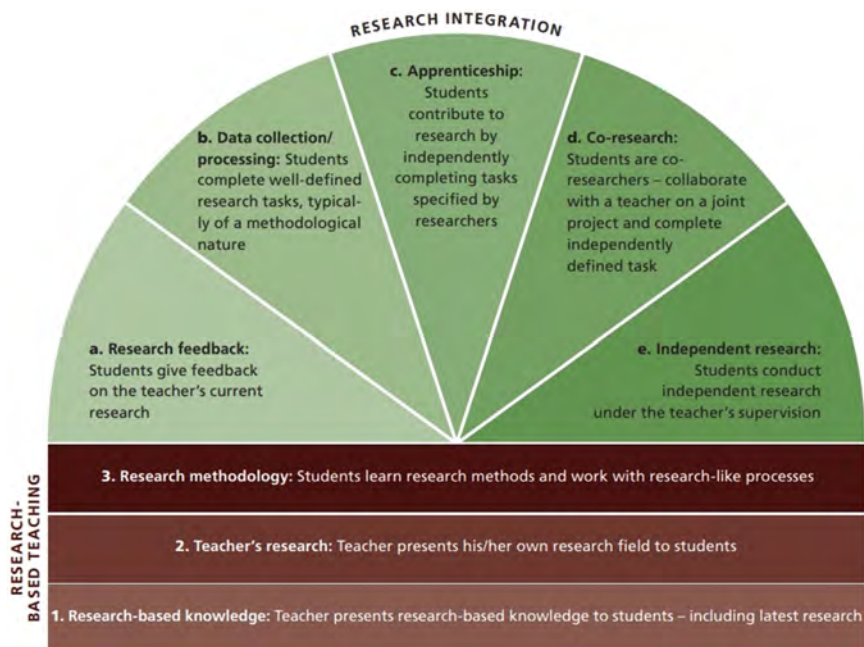 RESEARCH INTEGRATION
c. Apprenticeship:
Students
contribute to
research by
independently
completing tasks
specified by
researchers
b. Data collection/
processing: Students
complete well-defined
research tasks, typical-
ly of a methodological
nature
d. Co-research:
Students are co-
researchers – collaborate
with a teacher on a joint
project and complete
independently
defined task
a. Research feedback:
Students give feedback
on the teacher's current
research
e. Independent research:
Students conduct
independent research
under the teacher's supervision
RESEARCH-
BASED TEACHING
3. Research methodology: Students learn research methods and work with research-like processes
2. Teacher's research: Teacher presents his/her own research field to students
1. Research-based knowledge: Teacher presents research-based knowledge to students – including latest research